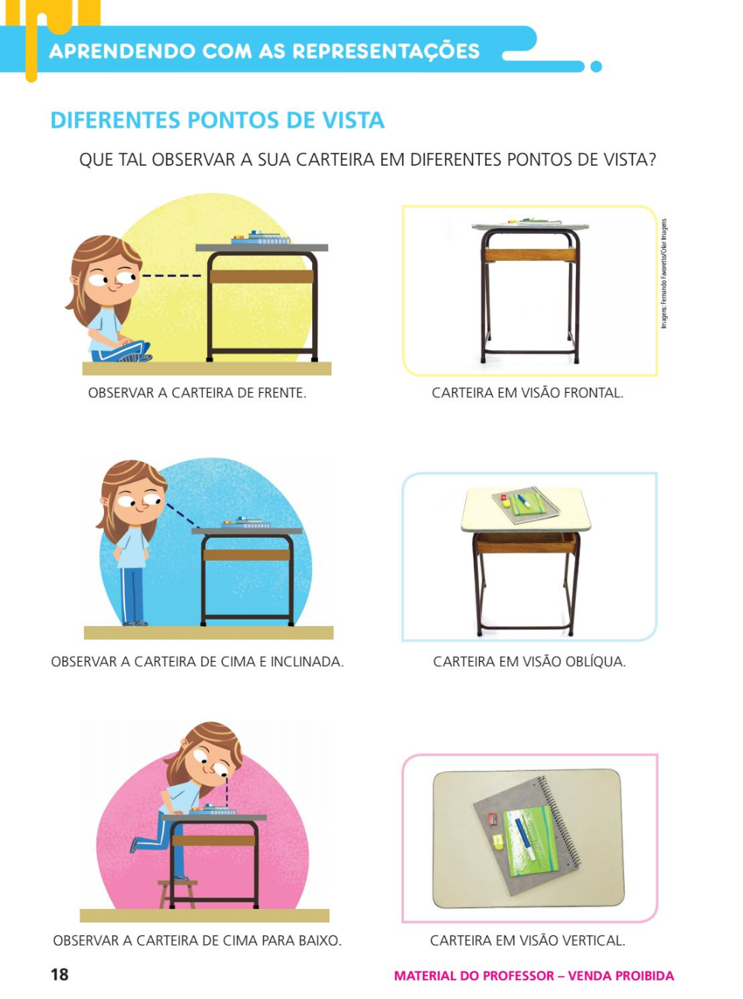 APRENDENDO COM AS REPRESENTAÇÕES
DIFERENTES PONTOS DE VISTA
QUE TAL OBSERVAR A SUA CARTEIRA EM DIFERENTES PONTOS DE VISTA?
Imagens: Fernando Favoretto/Criar Imagens
OBSERVAR A CARTEIRA DE FRENTE.
CARTEIRA EM VISÃO FRONTAL.
OBSERVAR A CARTEIRA DE CIMA E INCLINADA.
CARTEIRA EM VISÃO OBLÍQUA.
OBSERVAR A CARTEIRA DE CIMA PARA BAIXO.
CARTEIRA EM VISÃO VERTICAL.
18
MATERIAL DO PROFESSOR – VENDA PROIBIDA